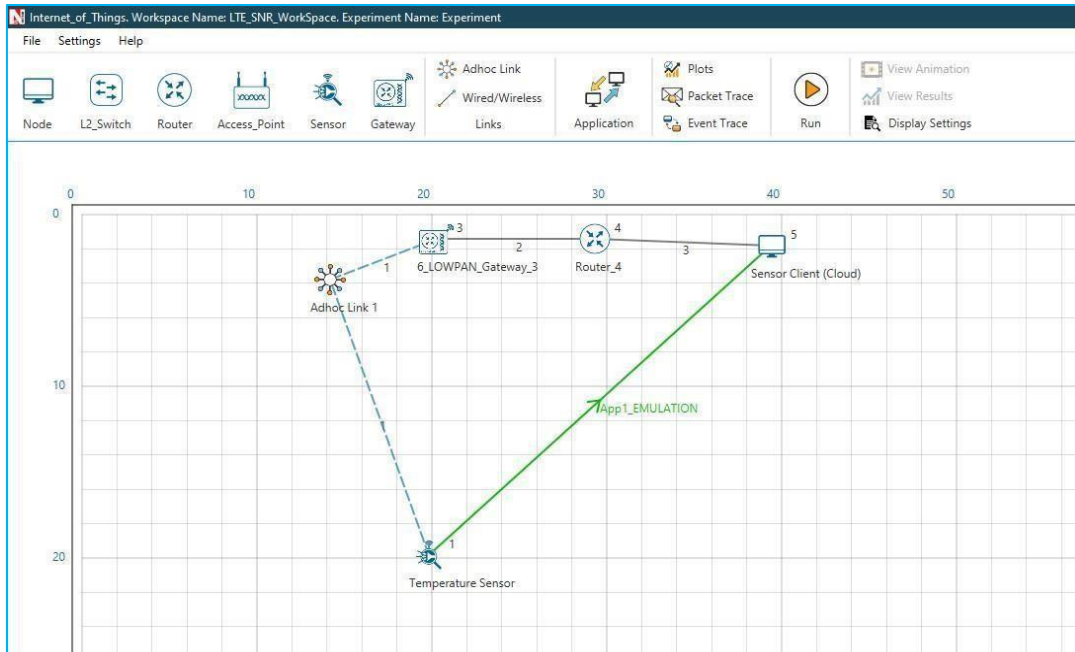 Internet_of_Things. Workspace Name: LTE_SNR_WorkSpace. Experiment Name: Experiment
File Settings Help
Adhoc Link
Plots
View Animation
Wired/Wireless
Packet Trace
View Results
Node L2_Switch Router Access_Point Sensor Gateway Links Application Event Trace Run Display Settings
0 10 20 30 40 50
0
3 4 5
1 2 3
6_LOWPAN_Gateway_3 Router_4 Sensor Client (Cloud)
Adhoc Link 1
10
App1_EMULATION
1
20
1
Temperature Sensor